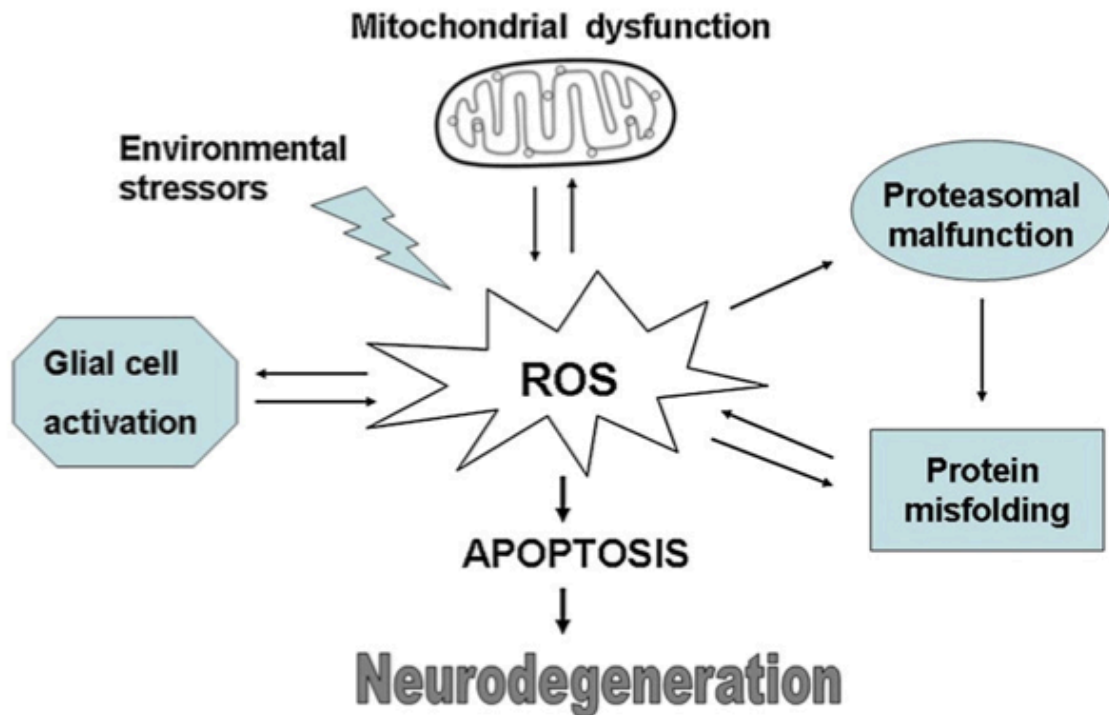 Mitochondrial dysfunction
Environmental
stressors
Proteasomal
malfunction
Glial cell
activation
ROS
Protein
misfolding
APOPTOSIS
Neurodegeneration